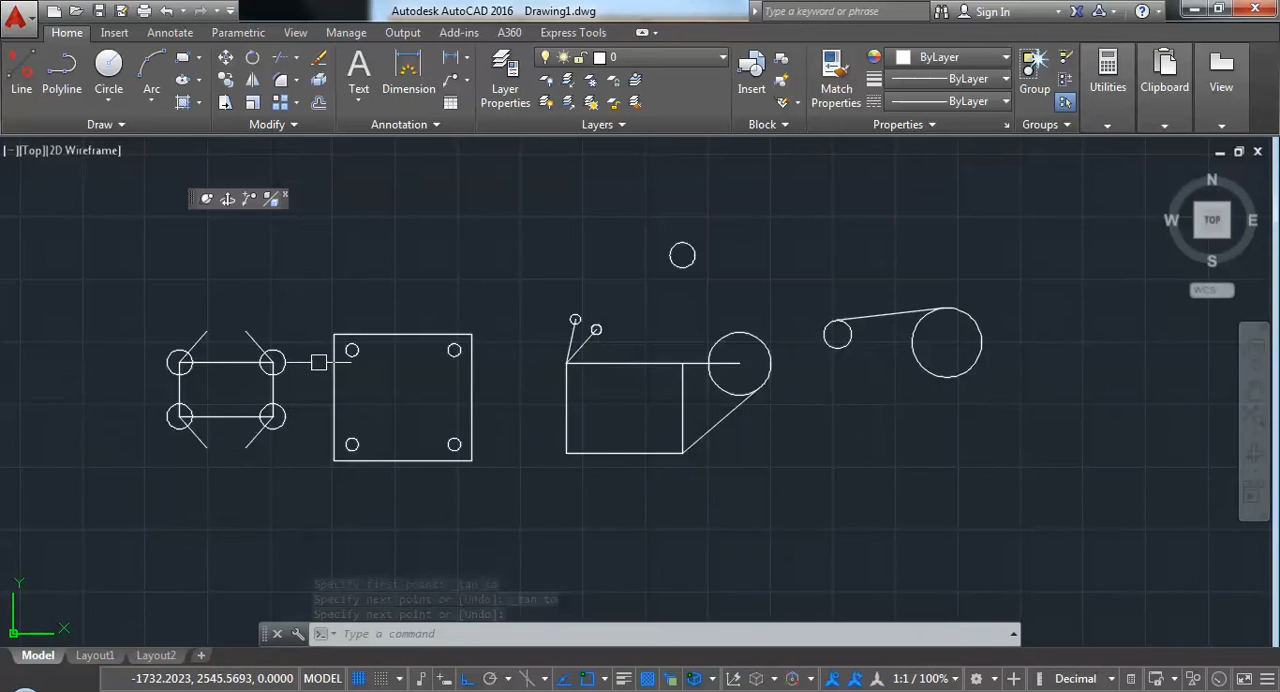 Autodesk AutoCAD 2016 Drawing1.dwg
Type a keyword or phrase
Sign In
Home Insert Annotate Parametric View Manage Output Add-ins A360 Express Tools
Line Polyline Circle Arc
Text Dimension
Layer Properties
0
Insert
Match Properties
ByLayer
ByLayer
ByLayer
Group
Utilities
Clipboard
View
Draw Modify Annotation Layers Block Properties Groups
[−][Top][2D Wireframe]
N
W TOP E
S
WCS
Specify first point: _tan to
Specify next point or [Undo]: _tan to
Specify next point or [Undo]:
Y
X
Type a command
Model Layout1 Layout2 +
-1732.2023, 2545.5693, 0.0000 MODEL 1:1 / 100% Decimal